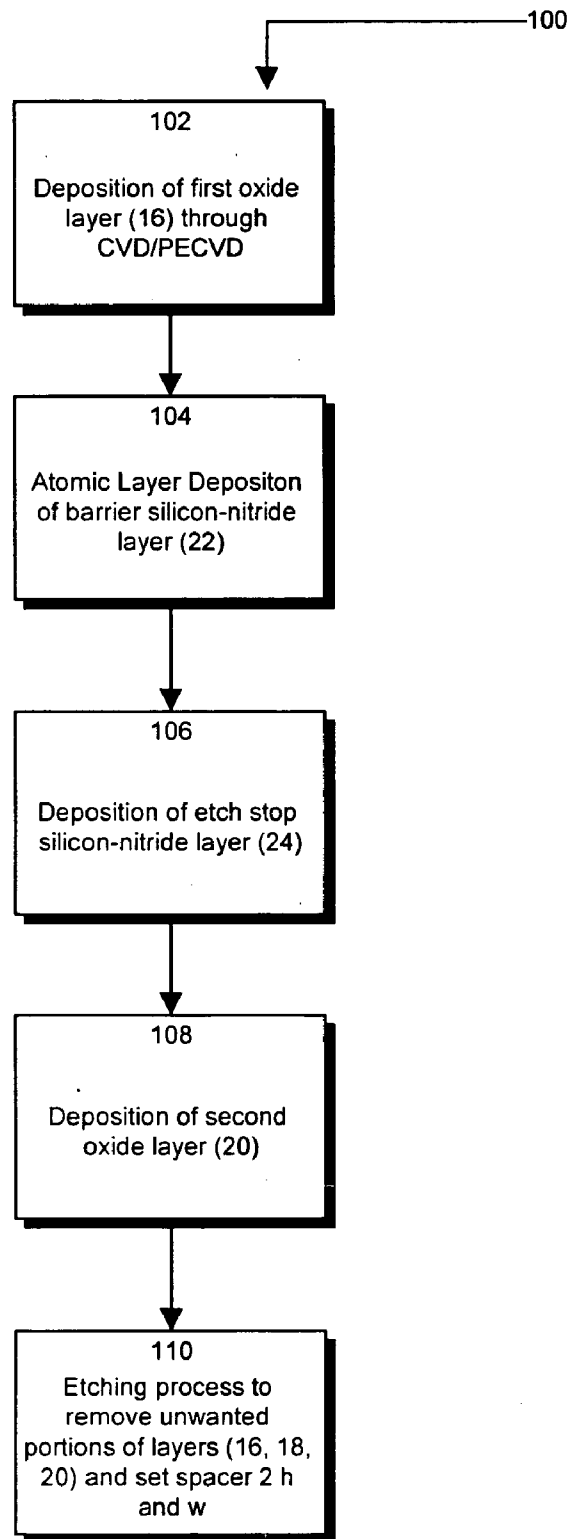 100
102
Deposition of first oxide
layer (16) through
CVD/PECVD
104
Atomic Layer Depositon
of barrier silicon-nitride
layer (22)
106
Deposition of etch stop
silicon-nitride layer (24)
108
Deposition of second
oxide layer (20)
110
Etching process to
remove unwanted
portions of layers (16, 18,
20) and set spacer 2 h
and w